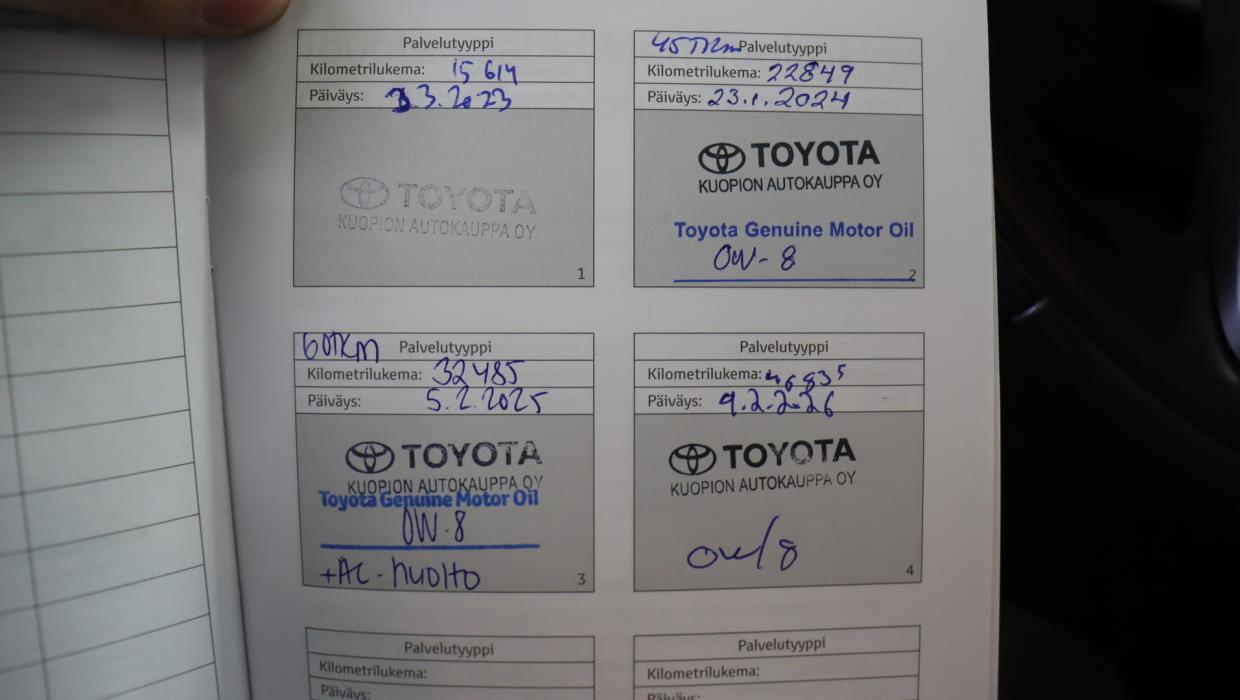 Palvelutyyppi
Kilometrilukema: 15 614
Päiväys: 3.3.2023
TOYOTA
KUOPION AUTOKAUPPA OY
1
45TKm Palvelutyyppi
Kilometrilukema: 22849
Päiväys: 23.1.2024
TOYOTA
KUOPION AUTOKAUPPA OY
Toyota Genuine Motor Oil
0W-8
2
60TKM Palvelutyyppi
Kilometrilukema: 32485
Päiväys: 5.2.2025
TOYOTA
KUOPION AUTOKAUPPA OY
Toyota Genuine Motor Oil
0W-8
+AC-huolto
3
Palvelutyyppi
Kilometrilukema: 46835
Päiväys: 9.2.2026
TOYOTA
KUOPION AUTOKAUPPA OY
0W/8
4
Palvelutyyppi
Kilometrilukema:
Päiväys:
Palvelutyyppi
Kilometrilukema:
Päiväys: